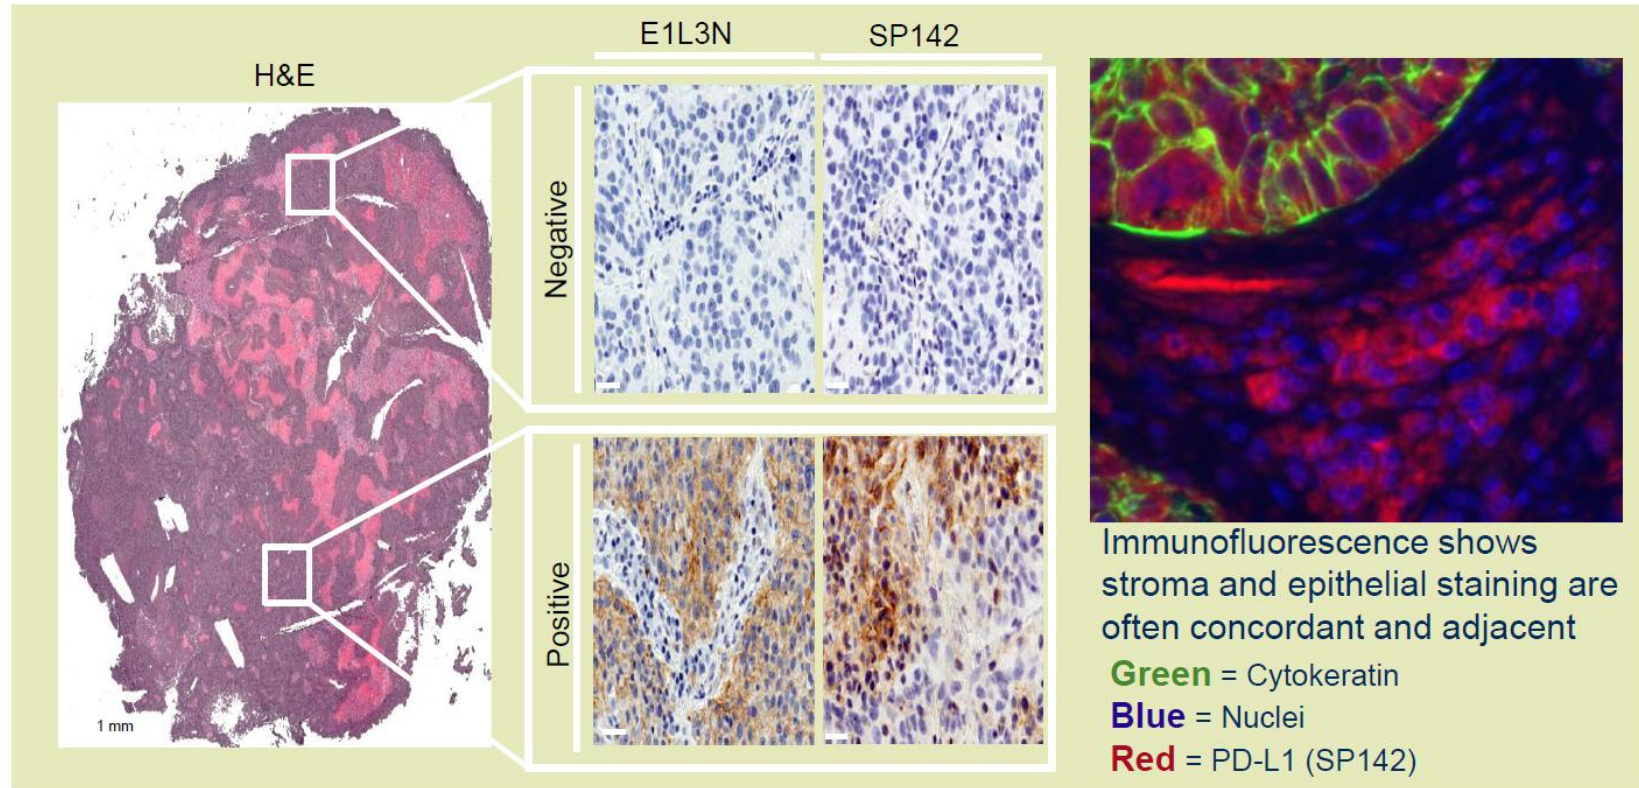 H&E
E1L3N
SP142
Negative
Positive
1 mm
Immunofluorescence shows
stroma and epithelial staining are
often concordant and adjacent
Green = Cytokeratin
Blue = Nuclei
Red = PD-L1 (SP142)